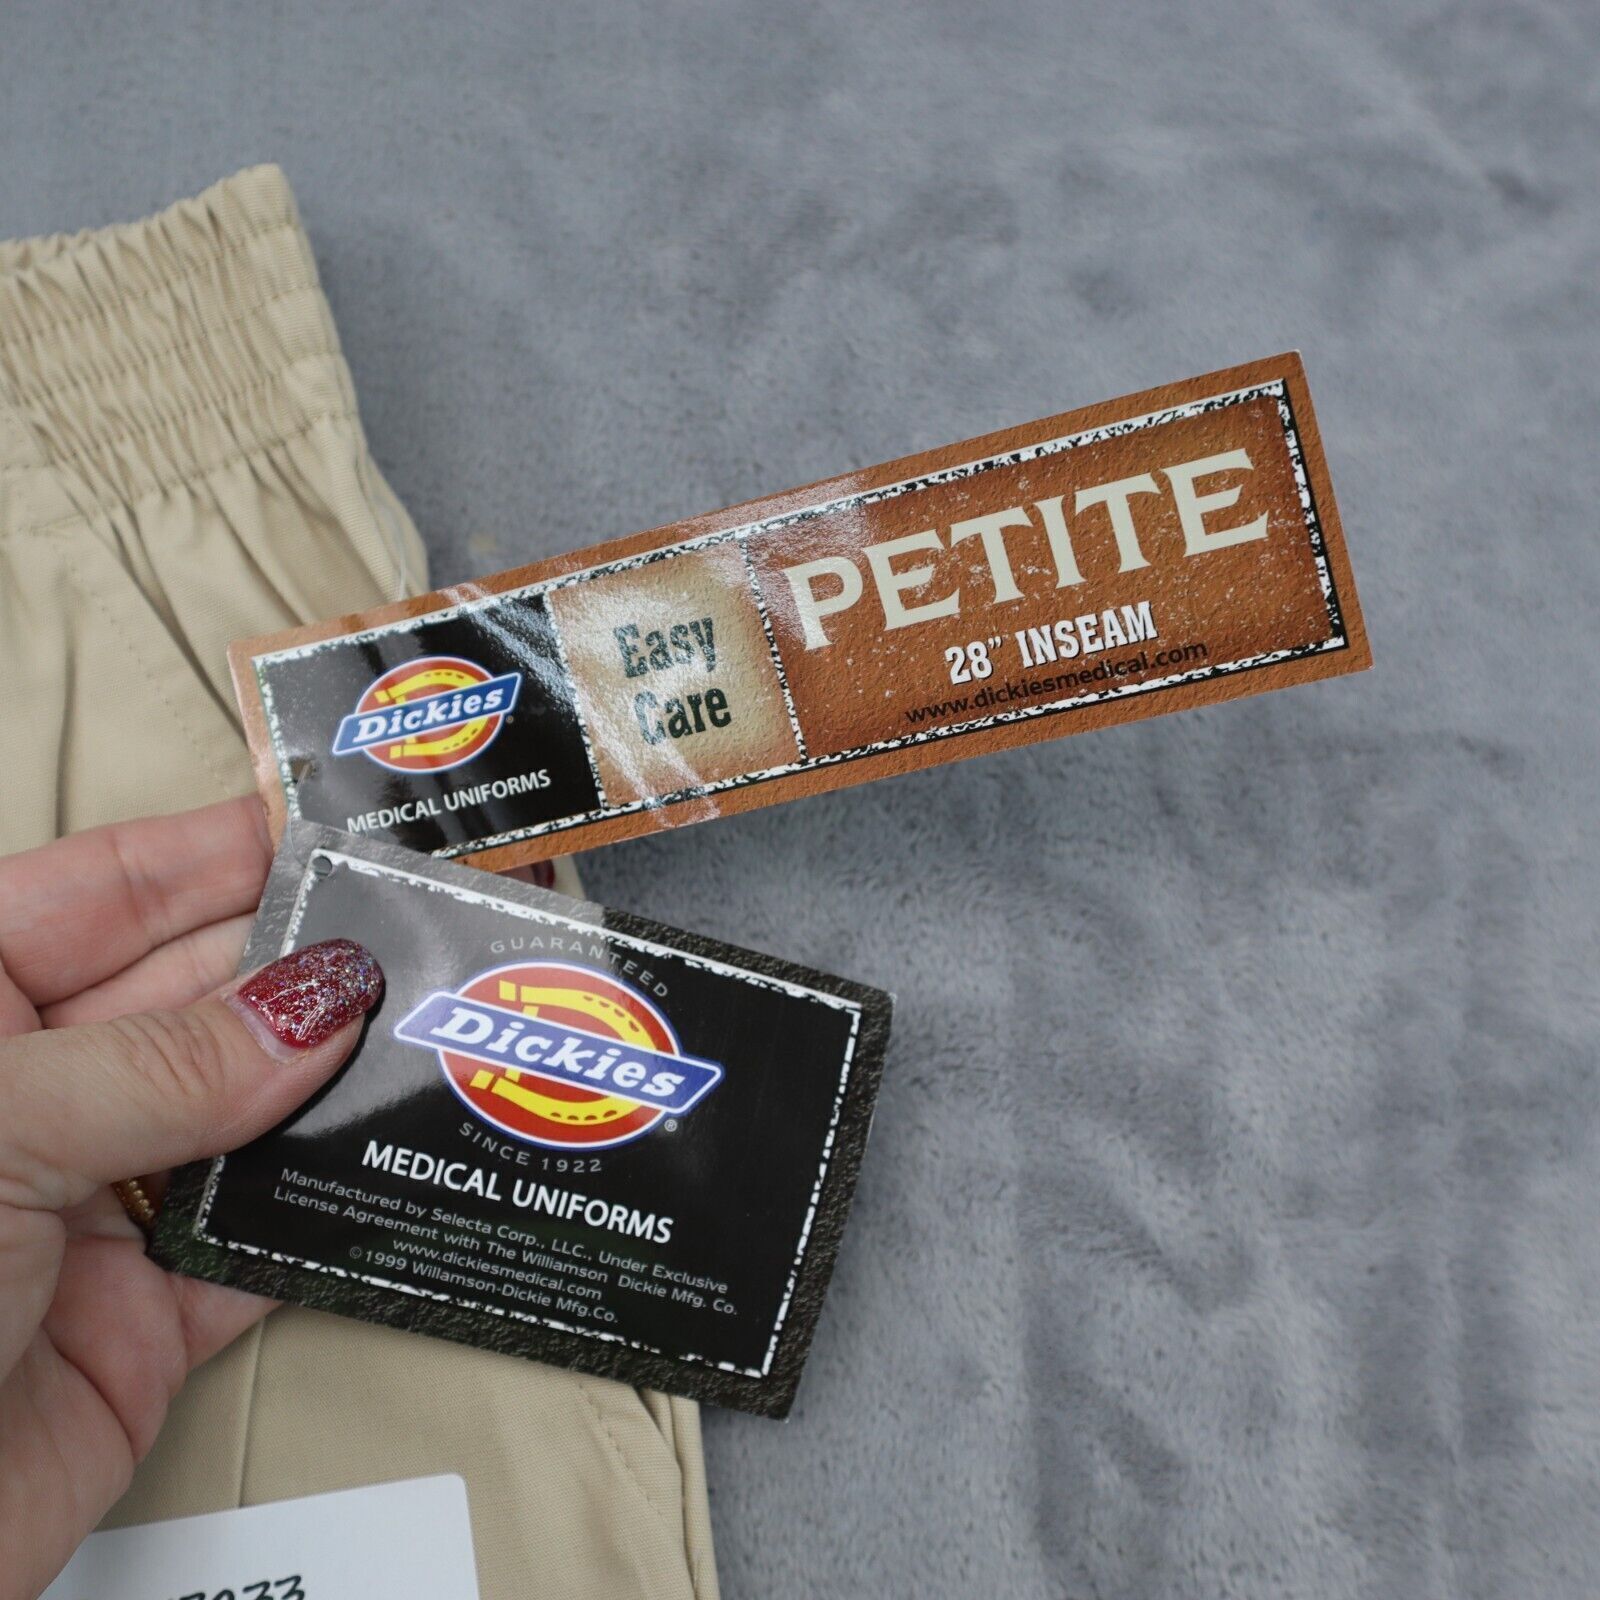 Dickies®
MEDICAL UNIFORMS
Easy
Care
PETITE
28" INSEAM
www.dickiesmedical.com
GUARANTEED
Dickies®
SINCE 1922
MEDICAL UNIFORMS
Manufactured by Selecta Corp., LLC., Under Exclusive
License Agreement with The Williamson Dickie Mfg. Co.
www.dickiesmedical.com
©1999 Willamson-Dickie Mfg.Co.